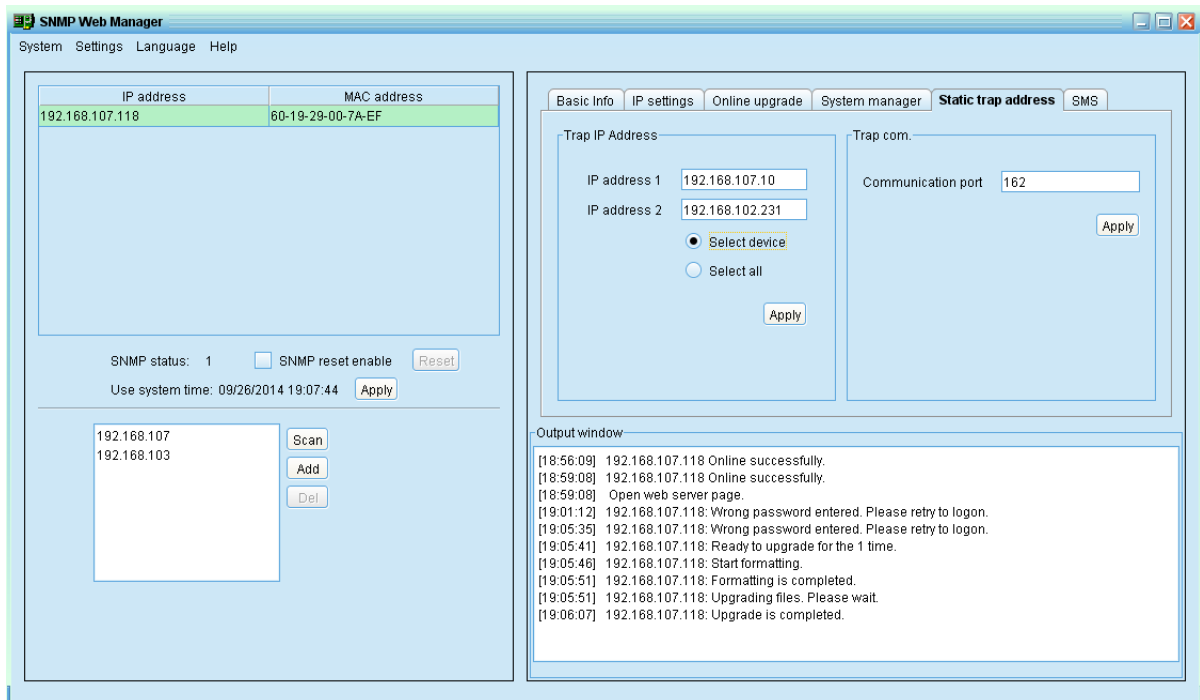 SNMP Web Manager
System Settings Language Help
IP address MAC address
192.168.107.118 60-19-29-00-7A-EF
SNMP status: 1 SNMP reset enable Reset
Use system time: 09/26/2014 19:07:44 Apply
192.168.107
192.168.103
Scan
Add
Del
Basic Info IP settings Online upgrade System manager Static trap address SMS
Trap IP Address
IP address 1 192.168.107.10
IP address 2 192.168.102.231
Select device
Select all
Apply
Trap com.
Communication port 162
Apply
Output window
[18:56:09] 192.168.107.118 Online successfully.
[18:59:08] 192.168.107.118 Online successfully.
[18:59:08] Open web server page.
[19:01:12] 192.168.107.118: Wrong password entered. Please retry to logon.
[19:05:35] 192.168.107.118: Wrong password entered. Please retry to logon.
[19:05:41] 192.168.107.118: Ready to upgrade for the 1 time.
[19:05:46] 192.168.107.118: Start formatting.
[19:05:51] 192.168.107.118: Formatting is completed.
[19:05:51] 192.168.107.118: Upgrading files. Please wait.
[19:06:07] 192.168.107.118: Upgrade is completed.